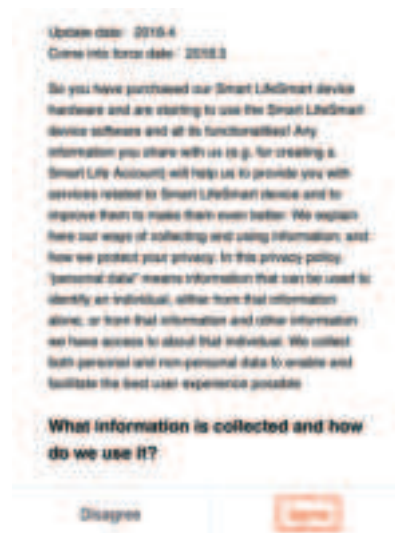 Update date: 2018.4
Come into force date: 2018.5
So you have purchased our Smart LifeSmart device
hardware and are starting to use the Smart LifeSmart
device software and all its functionalities! Any
information you share with us (e.g. for creating a
Smart Life Account) will help us to provide you with
services related to Smart LifeSmart device and to
improve them to make them even better. We explain
here our ways of collecting and using information, and
how we protect your privacy. In this privacy policy,
"personal data" means information that can be used to
identify an individual, either from that information
alone, or from that information and other information
we have access to about that individual. We collect
both personal and non-personal data to enable and
facilitate the best user experience possible
What information is collected and how
do we use it?
Disagree
Agree